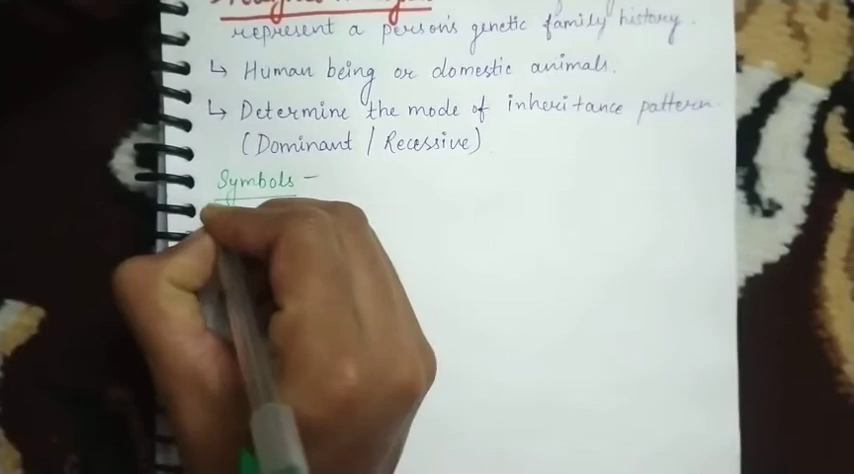 represent a person's genetic family history.
↳ Human being or domestic animals.
↳ Determine the mode of inheritance pattern
(Dominant / Recessive)
Symbols -